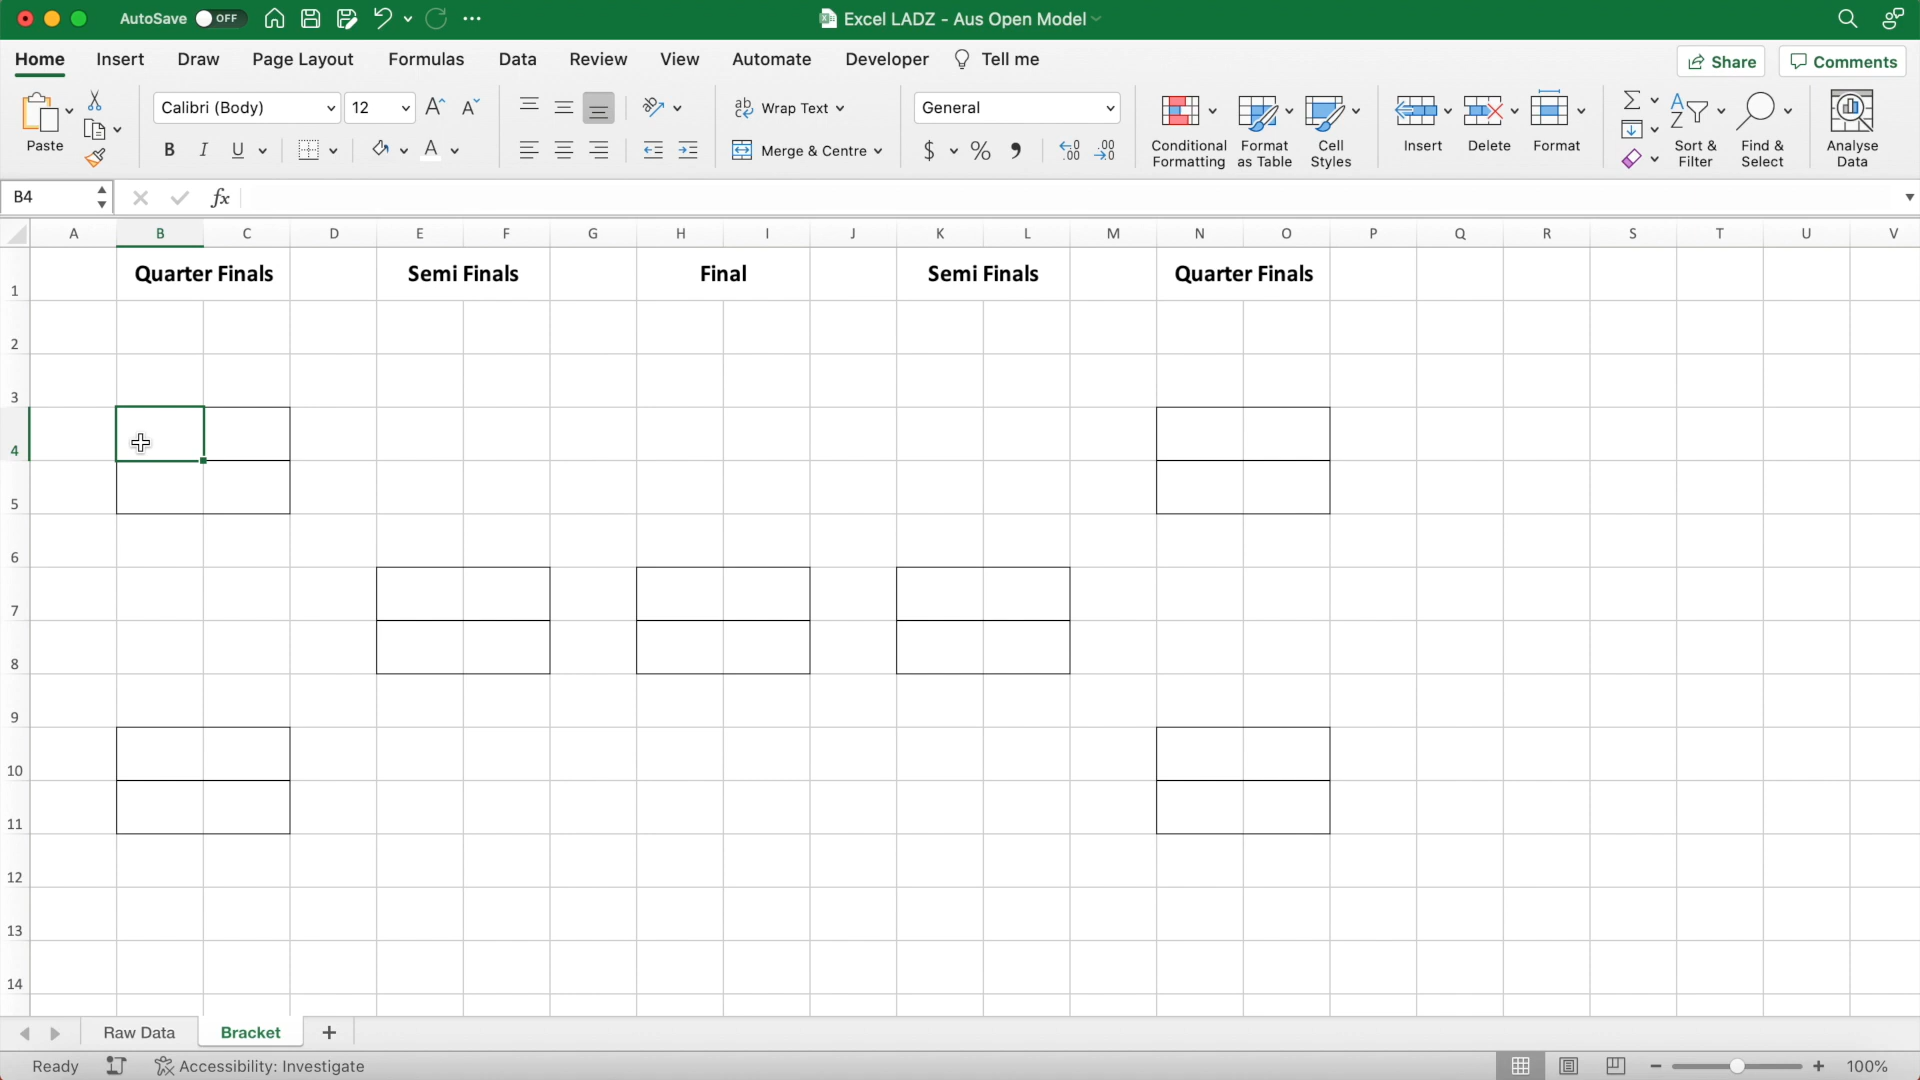 AutoSave OFF Excel LADZ - Aus Open Model
Home Insert Draw Page Layout Formulas Data Review View Automate Developer Tell me Share Comments
Paste
Calibri (Body) 12
B I U A
Wrap Text
Merge & Centre
General
$ % 9
Conditional Formatting
Format as Table
Cell Styles
Insert
Delete
Format
Sort & Filter
Find & Select
Analyse Data
B4 fx
A B C D E F G H I J K L M N O P Q R S T U V
1 Quarter Finals Semi Finals Final Semi Finals Quarter Finals
2
3
4
5
6
7
8
9
10
11
12
13
14
Raw Data Bracket +
Ready Accessibility: Investigate 100%